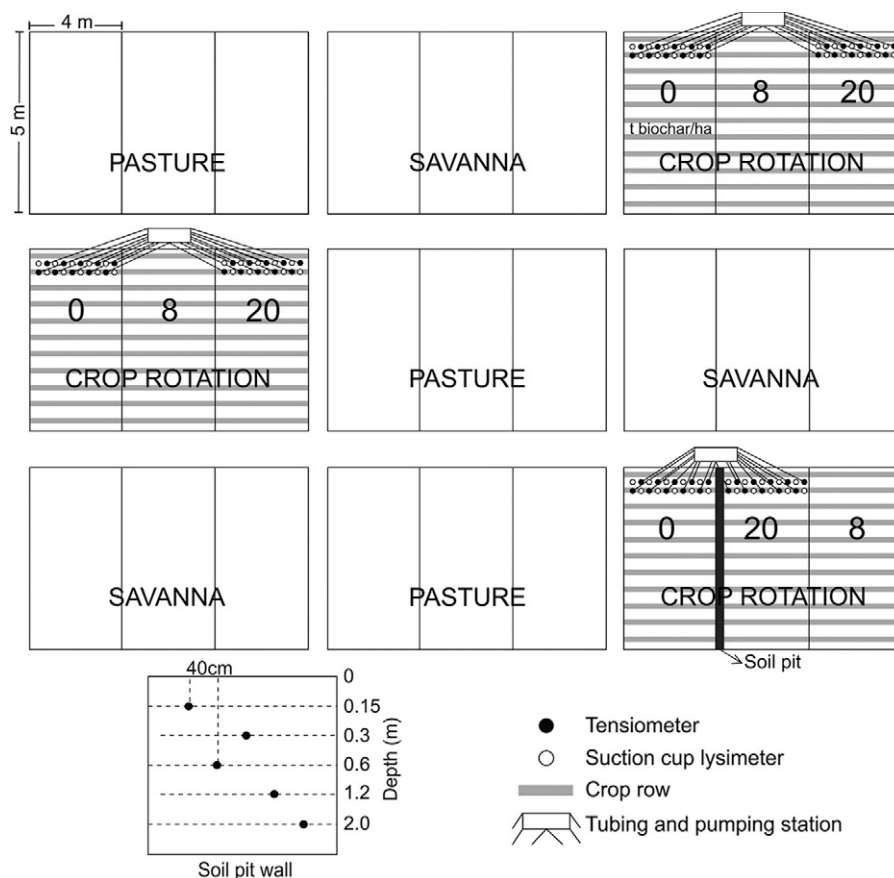 4 m
5 m
PASTURE
SAVANNA
0 8 20
t biochar/ha
CROP ROTATION
0 8 20
CROP ROTATION
PASTURE
SAVANNA
SAVANNA
PASTURE
0 20 8
CROP ROTATION
Soil pit
40cm
0
0.15
0.3
0.6
1.2
2.0
Depth (m)
Soil pit wall
Tensiometer
Suction cup lysimeter
Crop row
Tubing and pumping station